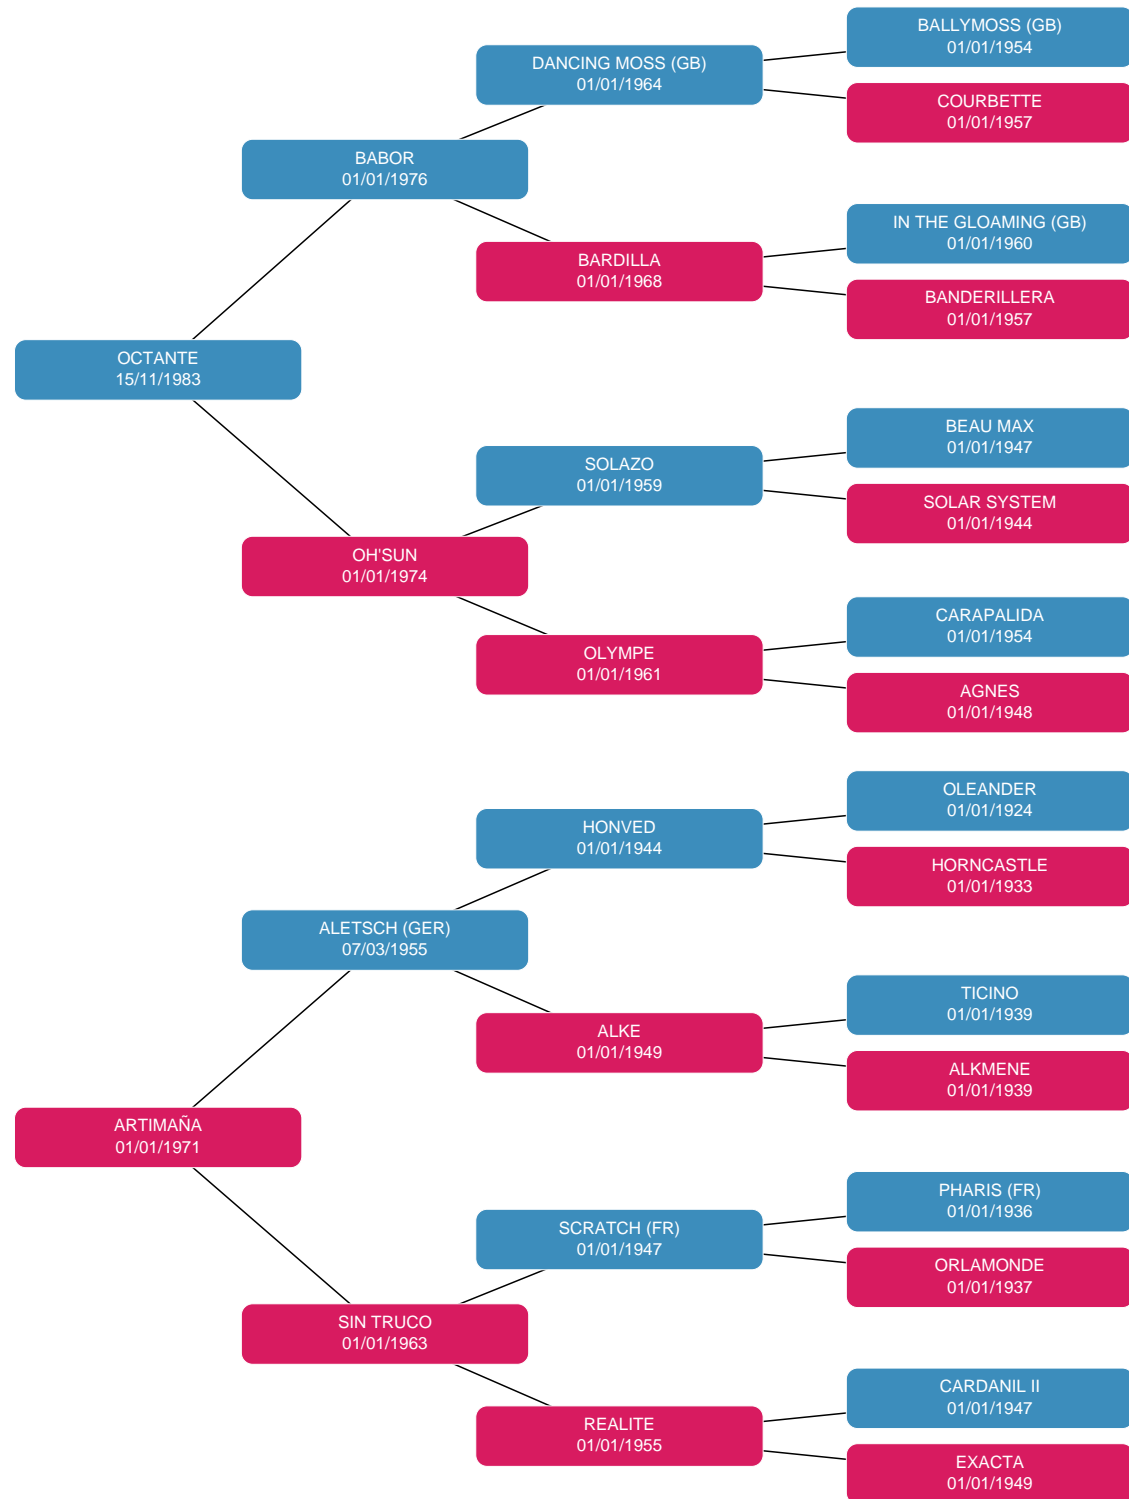 BALLYMOSS (GB)
01/01/1954
DANCING MOSS (GB)
01/01/1964
COURBETTE
01/01/1957
BABOR
01/01/1976
IN THE GLOAMING (GB)
01/01/1960
BARDILLA
01/01/1968
BANDERILLERA
01/01/1957
OCTANTE
15/11/1983
BEAU MAX
01/01/1947
SOLAZO
01/01/1959
SOLAR SYSTEM
01/01/1944
OH'SUN
01/01/1974
CARAPALIDA
01/01/1954
OLYMPE
01/01/1961
AGNES
01/01/1948
OLEANDER
01/01/1924
HONVED
01/01/1944
HORNCASTLE
01/01/1933
ALETSCH (GER)
07/03/1955
TICINO
01/01/1939
ALKE
01/01/1949
ALKMENE
01/01/1939
ARTIMAÑA
01/01/1971
PHARIS (FR)
01/01/1936
SCRATCH (FR)
01/01/1947
ORLAMONDE
01/01/1937
SIN TRUCO
01/01/1963
CARDANIL II
01/01/1947
REALITE
01/01/1955
EXACTA
01/01/1949